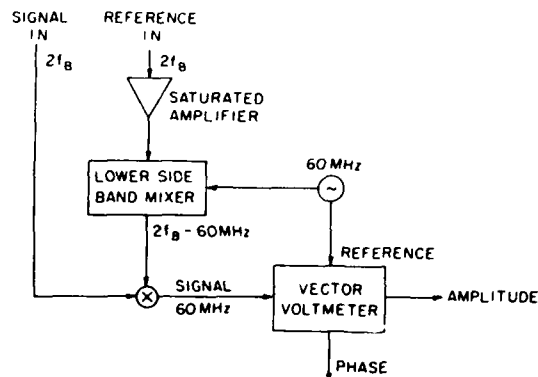 SIGNAL
IN
2fB
REFERENCE
IN
2fB
SATURATED
AMPLIFIER
LOWER SIDE
BAND MIXER
60 MHz
2fB - 60MHz
REFERENCE
SIGNAL
60 MHz
VECTOR
VOLTMETER
AMPLITUDE
PHASE